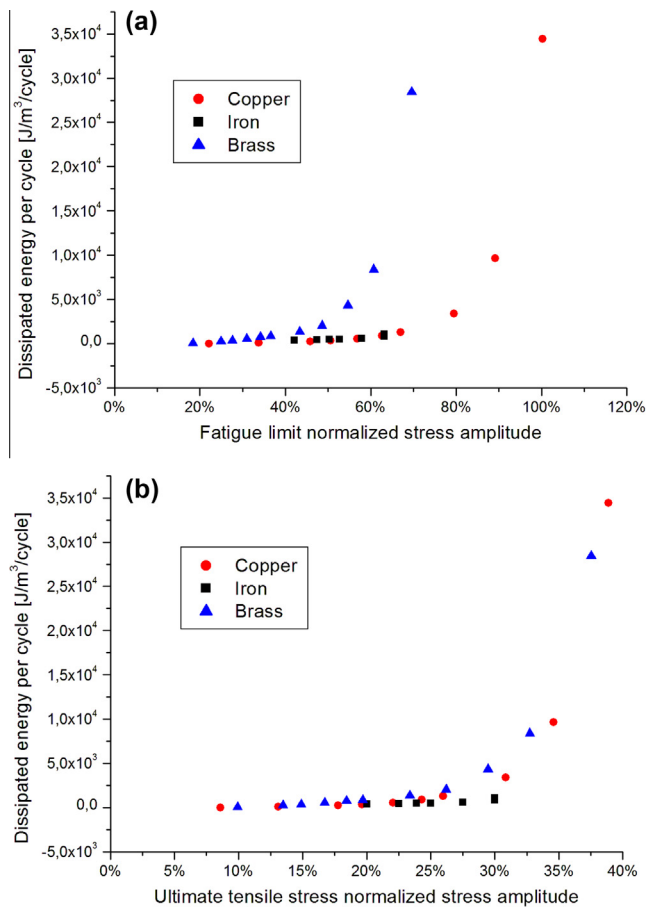 (a)
3,5x10⁴
3,0x10⁴
2,5x10⁴
2,0x10⁴
1,5x10⁴
1,0x10⁴
5,0x10³
0,0
-5,0x10³
Dissipated energy per cycle [J/m³/cycle]
Copper
Iron
Brass
0% 20% 40% 60% 80% 100% 120%
Fatigue limit normalized stress amplitude
(b)
3,5x10⁴
3,0x10⁴
2,5x10⁴
2,0x10⁴
1,5x10⁴
1,0x10⁴
5,0x10³
0,0
-5,0x10³
Dissipated energy per cycle [J/m³/cycle]
Copper
Iron
Brass
0% 5% 10% 15% 20% 25% 30% 35% 40%
Ultimate tensile stress normalized stress amplitude